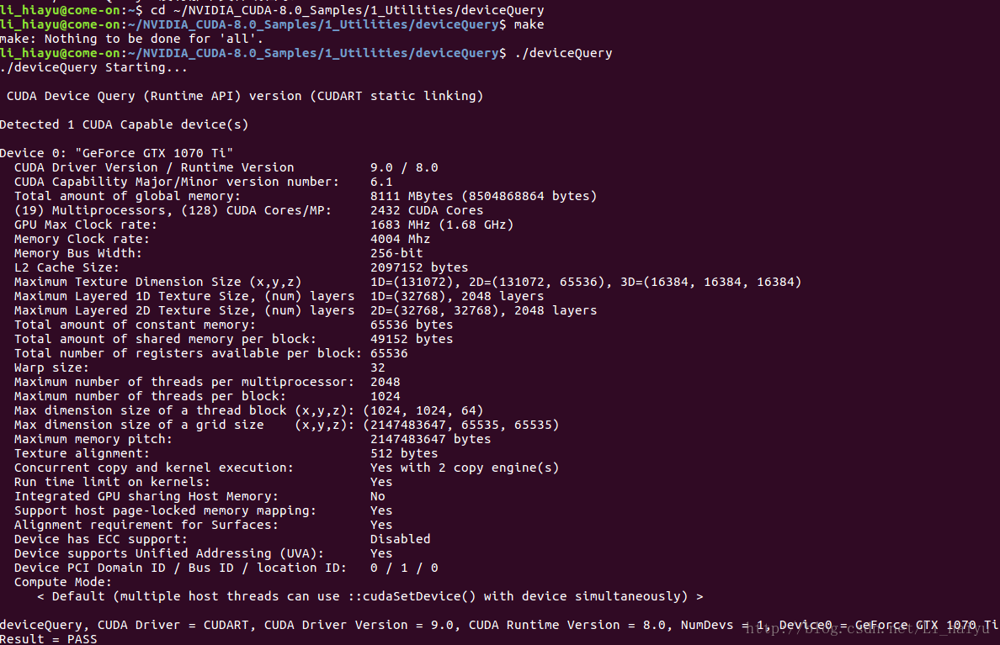 li_hiayu@come-on:~$ cd ~/NVIDIA_CUDA-8.0_Samples/1_Utilities/deviceQuery
li_hiayu@come-on:~/NVIDIA_CUDA-8.0_Samples/1_Utilities/deviceQuery$ make
make: Nothing to be done for 'all'.
li_hiayu@come-on:~/NVIDIA_CUDA-8.0_Samples/1_Utilities/deviceQuery$ ./deviceQuery
./deviceQuery Starting...
CUDA Device Query (Runtime API) version (CUDART static linking)
Detected 1 CUDA Capable device(s)
Device 0: "GeForce GTX 1070 Ti"
CUDA Driver Version / Runtime Version 9.0 / 8.0
CUDA Capability Major/Minor version number: 6.1
Total amount of global memory: 8111 MBytes (8504868864 bytes)
(19) Multiprocessors, (128) CUDA Cores/MP: 2432 CUDA Cores
GPU Max Clock rate: 1683 MHz (1.68 GHz)
Memory Clock rate: 4004 Mhz
Memory Bus Width: 256-bit
L2 Cache Size: 2097152 bytes
Maximum Texture Dimension Size (x,y,z) 1D=(131072), 2D=(131072, 65536), 3D=(16384, 16384, 16384)
Maximum Layered 1D Texture Size, (num) layers 1D=(32768), 2048 layers
Maximum Layered 2D Texture Size, (num) layers 2D=(32768, 32768), 2048 layers
Total amount of constant memory: 65536 bytes
Total amount of shared memory per block: 49152 bytes
Total number of registers available per block: 65536
Warp size: 32
Maximum number of threads per multiprocessor: 2048
Maximum number of threads per block: 1024
Max dimension size of a thread block (x,y,z): (1024, 1024, 64)
Max dimension size of a grid size (x,y,z): (2147483647, 65535, 65535)
Maximum memory pitch: 2147483647 bytes
Texture alignment: 512 bytes
Concurrent copy and kernel execution: Yes with 2 copy engine(s)
Run time limit on kernels: Yes
Integrated GPU sharing Host Memory: No
Support host page-locked memory mapping: Yes
Alignment requirement for Surfaces: Yes
Device has ECC support: Disabled
Device supports Unified Addressing (UVA): Yes
Device PCI Domain ID / Bus ID / location ID: 0 / 1 / 0
Compute Mode:
< Default (multiple host threads can use ::cudaSetDevice() with device simultaneously) >
deviceQuery, CUDA Driver = CUDART, CUDA Driver Version = 9.0, CUDA Runtime Version = 8.0, NumDevs = 1, Device0 = GeForce GTX 1070 Ti
http://blog.csdn.net/Li_haiyu
Result = PASS